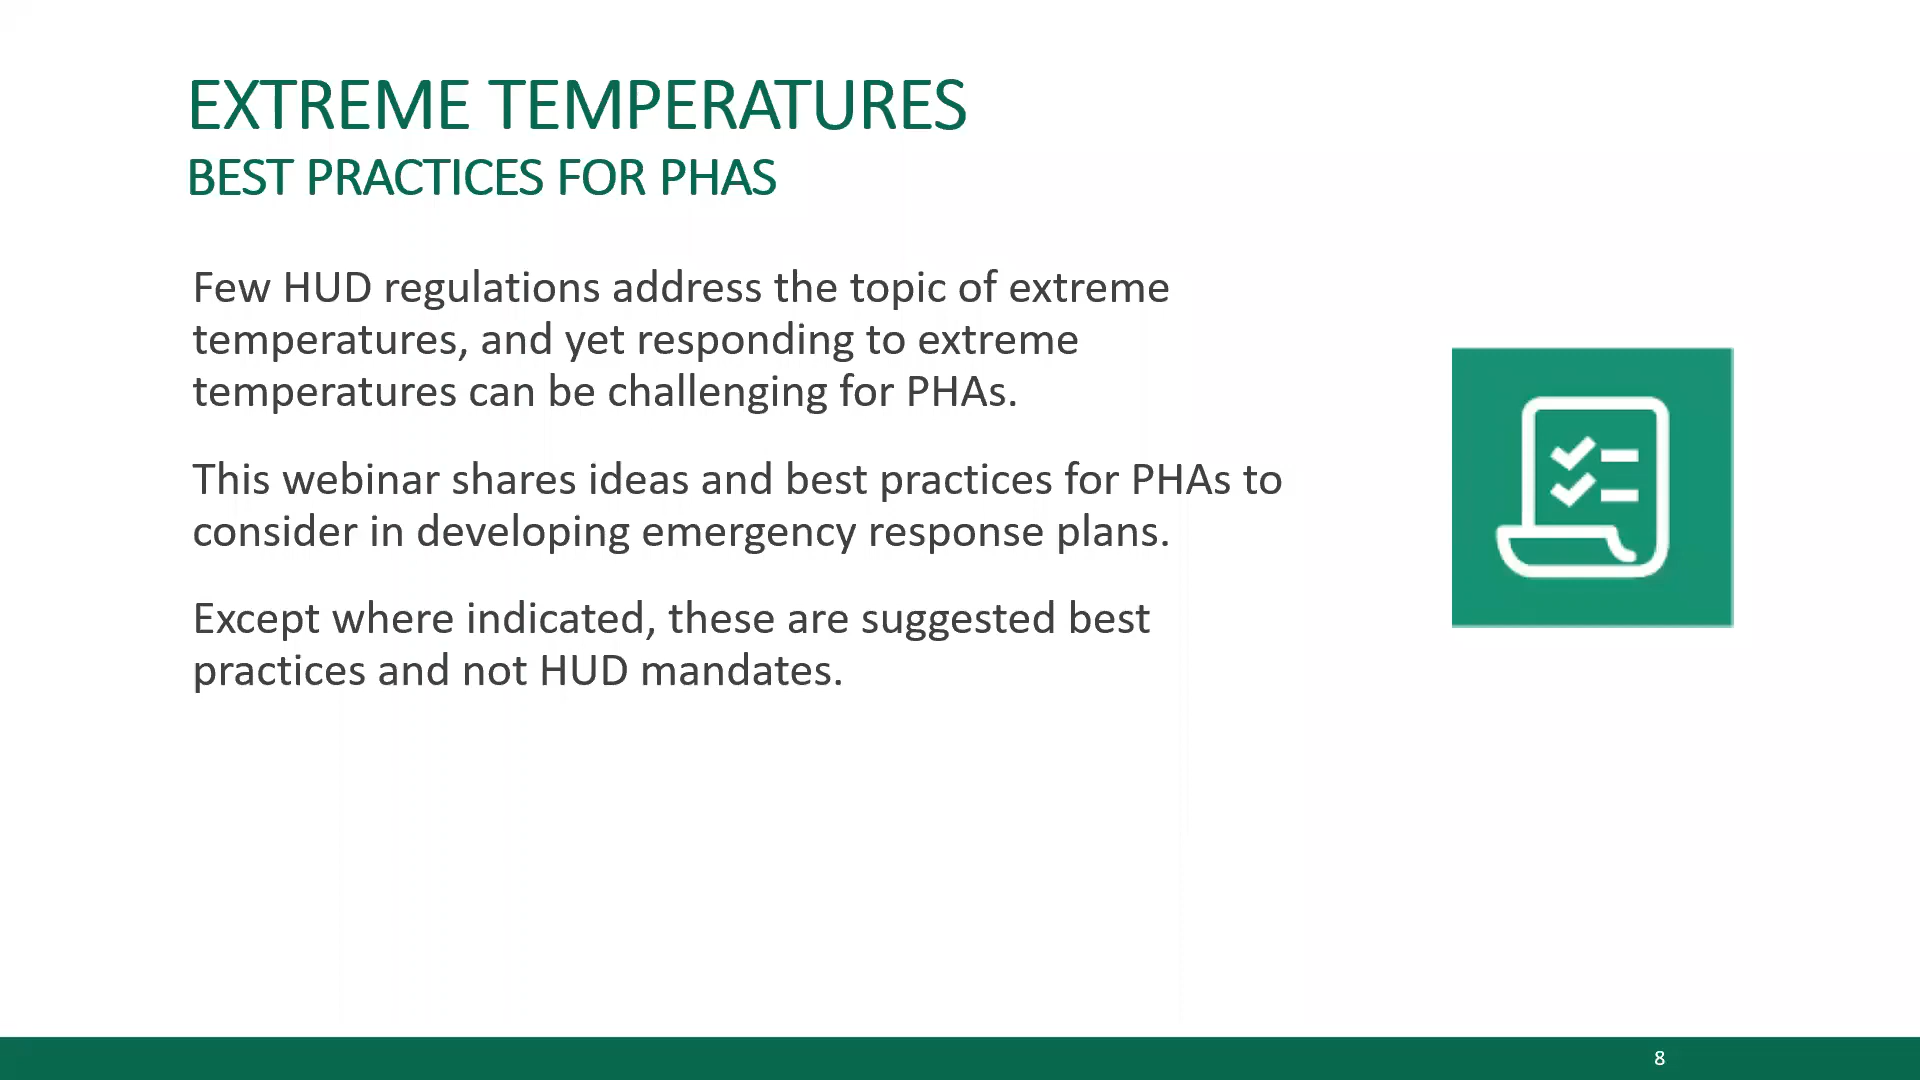 EXTREME TEMPERATURES
BEST PRACTICES FOR PHAS
Few HUD regulations address the topic of extreme
temperatures, and yet responding to extreme
temperatures can be challenging for PHAs.
This webinar shares ideas and best practices for PHAs to
consider in developing emergency response plans.
Except where indicated, these are suggested best
practices and not HUD mandates.
8